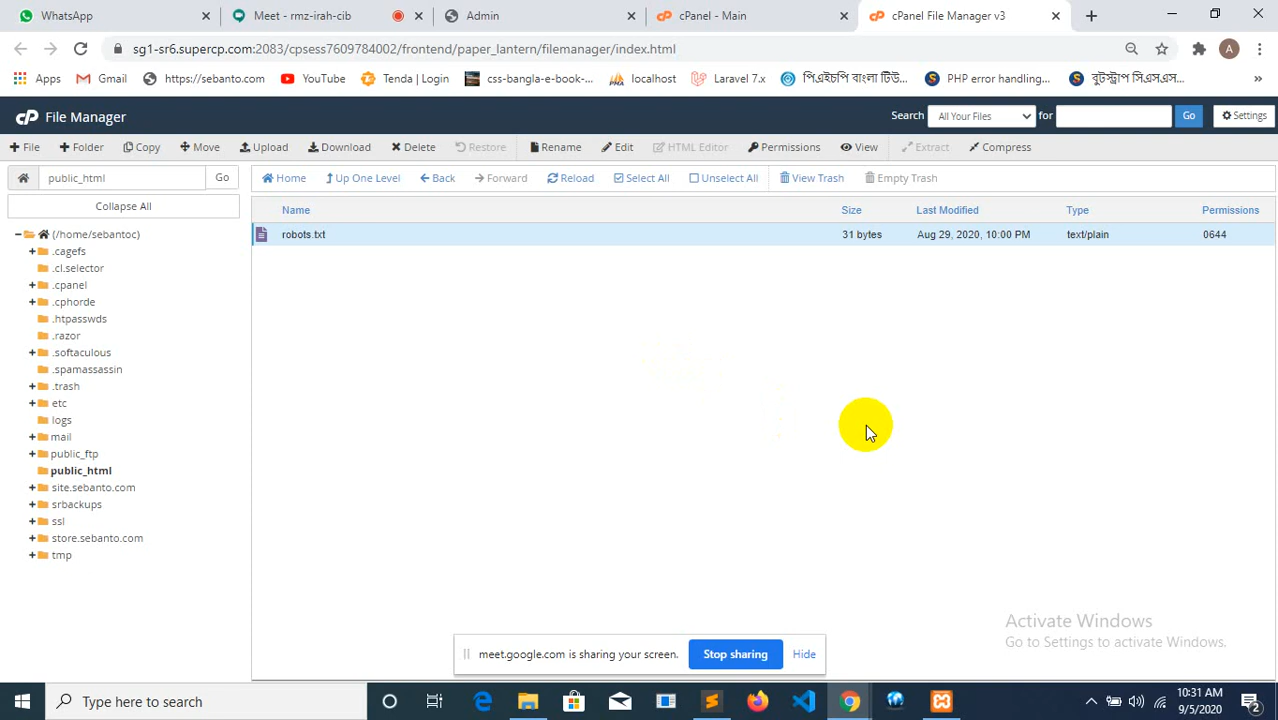 WhatsApp
Meet - rmz-irah-cib
Admin
cPanel - Main
cPanel File Manager v3
sg1-sr6.supercp.com:2083/cpsess7609784002/frontend/paper_lantern/filemanager/index.html
A
Apps
Gmail
https://sebanto.com
YouTube
Tenda | Login
css-bangla-e-book-...
localhost
Laravel 7.x
পিএইচপি বাংলা টিউ...
PHP error handling...
বুটস্ট্রাপ সিএসএস...
»
cP File Manager
Search
All Your Files
for
Go
Settings
File
Folder
Copy
Move
Upload
Download
Delete
Restore
Rename
Edit
HTML Editor
Permissions
View
Extract
Compress
public_html
Go
Home
Up One Level
Back
Forward
Reload
Select All
Unselect All
View Trash
Empty Trash
Collapse All
Name Size Last Modified Type Permissions
robots.txt 31 bytes Aug 29, 2020, 10:00 PM text/plain 0644
(/home/sebantoc)
.cagefs
.cl.selector
.cpanel
.cphorde
.htpasswds
.razor
.softaculous
.spamassassin
.trash
etc
logs
mail
public_ftp
public_html
site.sebanto.com
srbackups
ssl
store.sebanto.com
tmp
Activate Windows
Go to Settings to activate Windows.
meet.google.com is sharing your screen.
Stop sharing
Hide
Type here to search
10:31 AM
9/5/2020
2